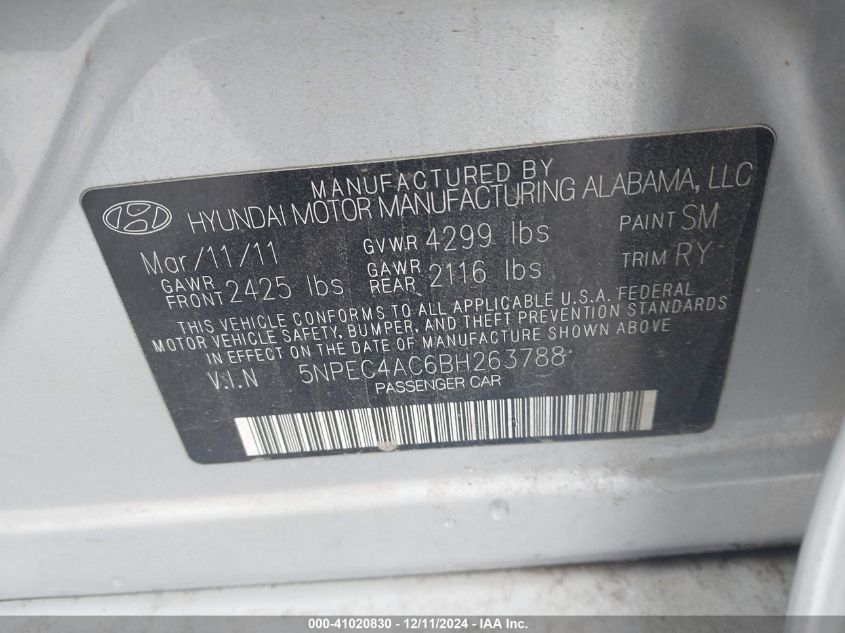 MANUFACTURED BY
HYUNDAI MOTOR MANUFACTURING ALABAMA, LLC
Mar/11/11 GVWR 4299 lbs PAINT SM
GAWR FRONT 2425 lbs GAWR REAR 2116 lbs TRIM RY
THIS VEHICLE CONFORMS TO ALL APPLICABLE U.S.A. FEDERAL
MOTOR VEHICLE SAFETY, BUMPER, AND THEFT PREVENTION STANDARDS
IN EFFECT ON THE DATE OF MANUFACTURE SHOWN ABOVE
V.I.N 5NPEC4AC6BH263788
PASSENGER CAR
000-41020830 - 12/11/2024 - IMPACT AUTO AUCTIONS INC.